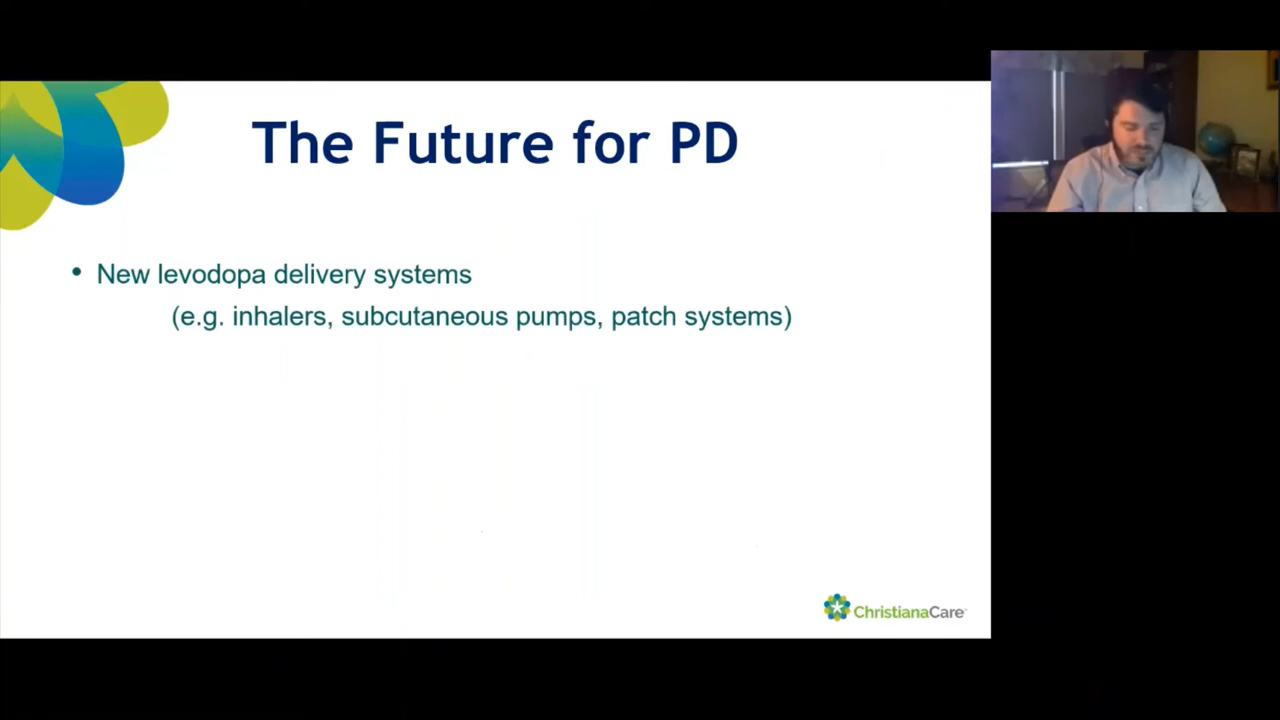 The Future for PD
• New levodopa delivery systems
(e.g. inhalers, subcutaneous pumps, patch systems)
ChristianaCare